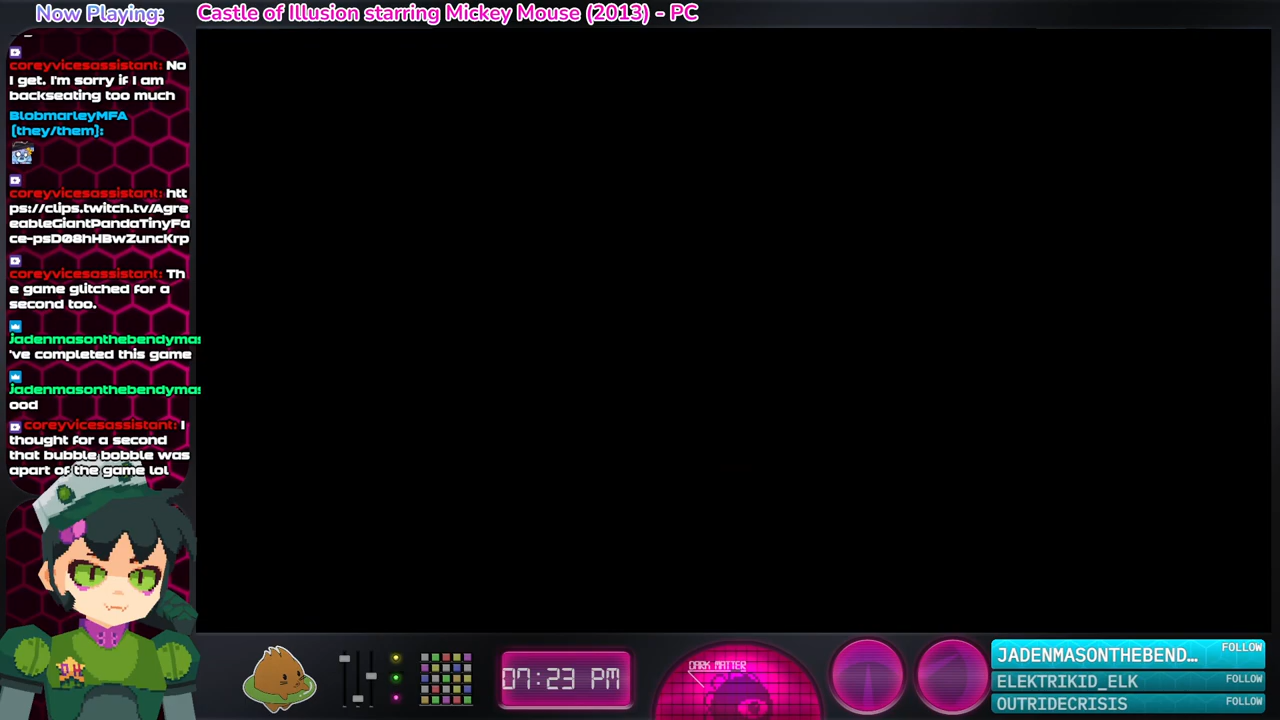 Now Playing:
Castle of Illusion starring Mickey Mouse (2013) - PC
coreyvicesassistant: No
I get. I'm sorry if I am
backseating too much
BlobmarleyMFA
(they/them):
coreyvicesassistant: htt
ps://clips.twitch.tv/Agre
eableGiantPandaTinyFa
ce-psD08hHBwZuncKrp
coreyvicesassistant: Th
e game glitched for a
second too.
jadenmasonthebendymas
've completed this game
jadenmasonthebendymas
ood
coreyvicesassistant: I
thought for a second
that bubble bobble was
apart of the game lol
07:23 PM
DARK MATTER
JADENMASONTHEBEND... FOLLOW
ELEKTRIKID_ELK FOLLOW
OUTRIDECRISIS FOLLOW